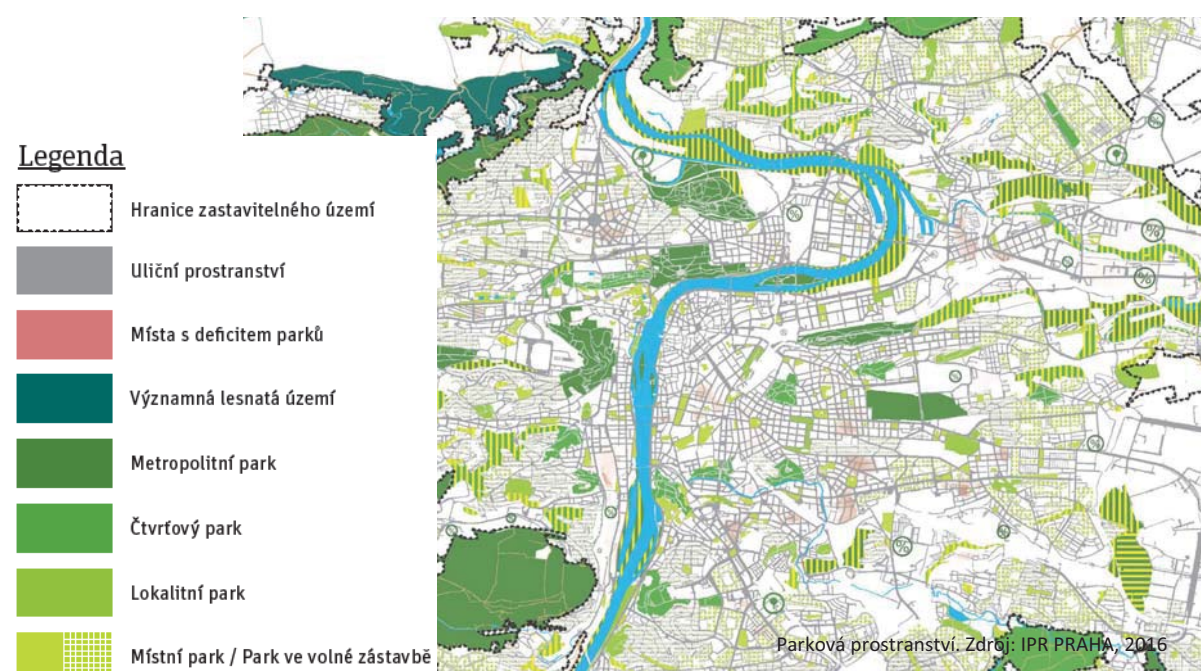 Legenda
Hranice zastavitelného území
Uliční prostranství
Místa s deficitem parků
Významná lesnatá území
Metropolitní park
Čtvrťový park
Lokalitní park
Místní park / Park ve volné zástavbě
Parková prostranství. Zdroj: IPR PRAHA, 2016